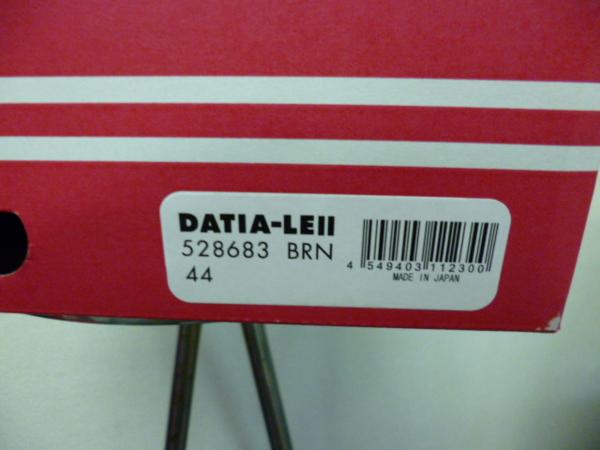 DATIA-LEII
528683 BRN
44
4 549403 112300
MADE IN JAPAN